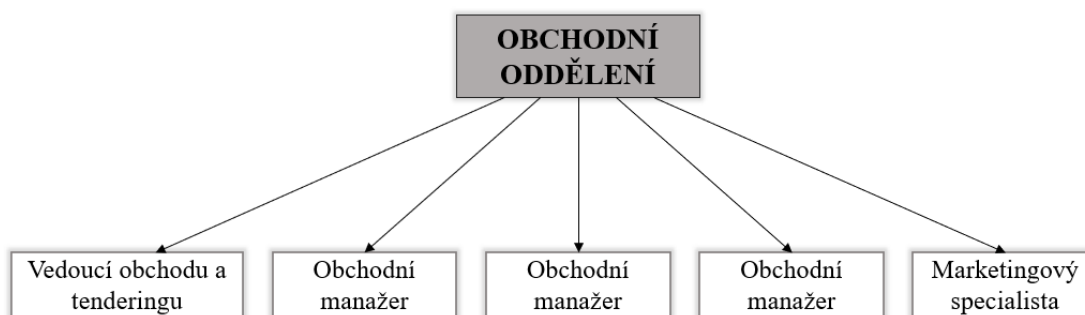 OBCHODNÍ
ODDĚLENÍ
Vedoucí obchodu a
tenderingu
Obchodní
manažer
Obchodní
manažer
Obchodní
manažer
Marketingový
specialista